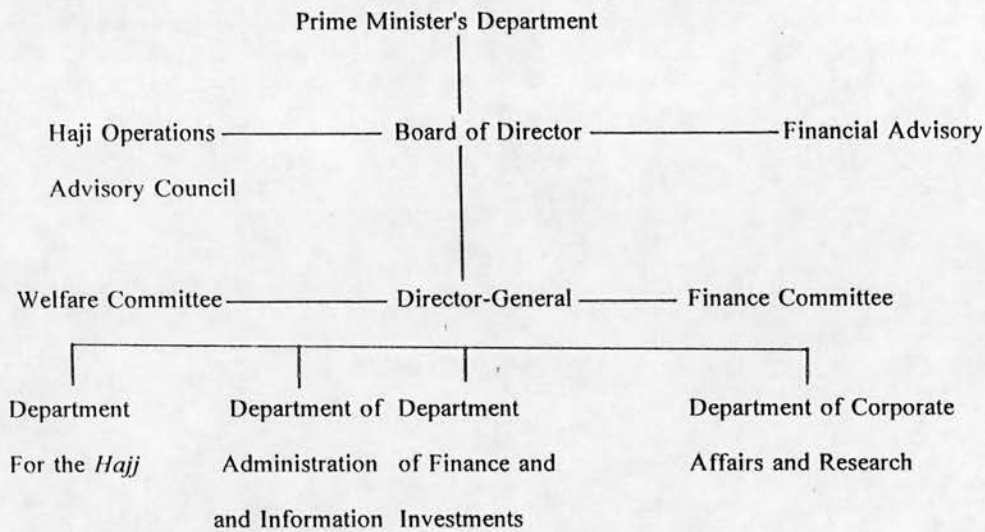 Prime Minister's Department
Haji Operations Board of Director Financial Advisory
Advisory Council
Welfare Committee Director-General Finance Committee
Department Department of Department Department of Corporate
For the Hajj Administration of Finance and Affairs and Research
and Information Investments